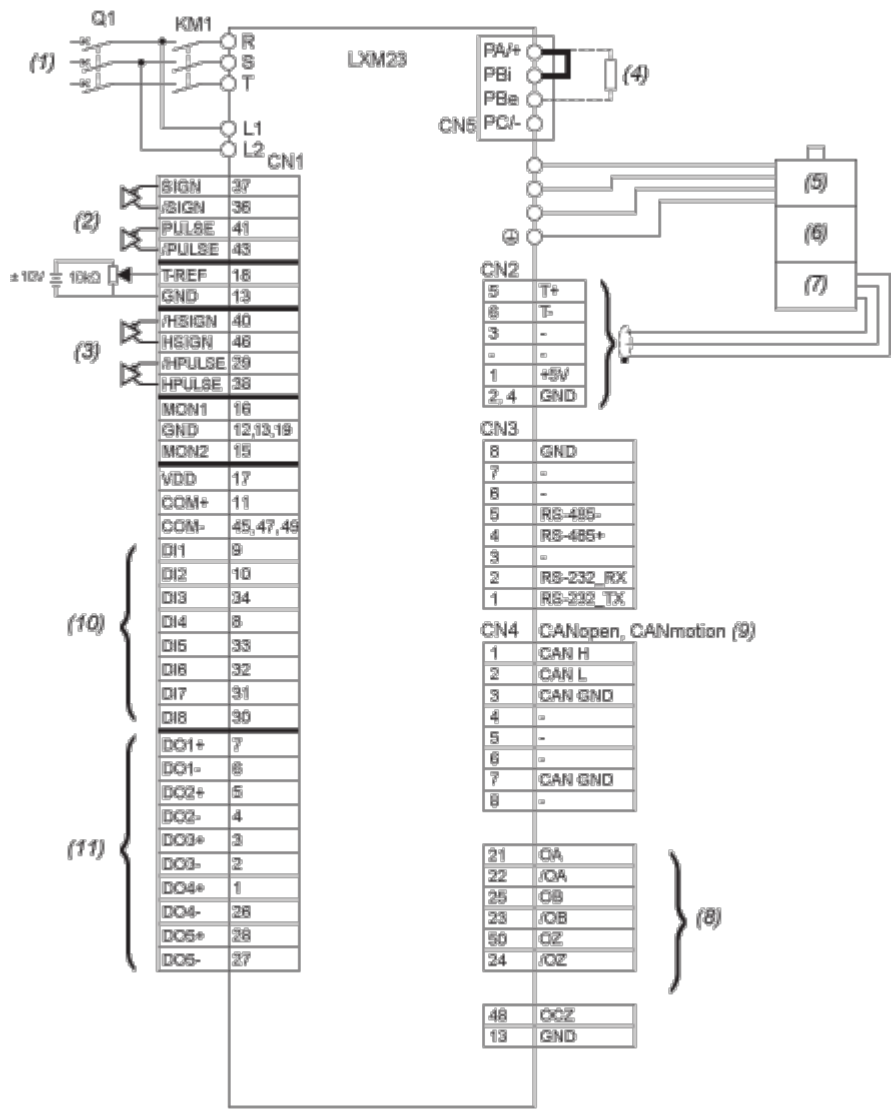 Q1
KM1
(1)
R
S
T
L1
L2
LXM23
PA/+
PBi
PBe
PC/-
CN5
(4)
CN1
SIGN 37
/SIGN 36
PULSE 41
/PULSE 43
(2)
±10V
10kΩ
T-REF 18
GND 13
/HSIGN 40
HSIGN 46
/HPULSE 29
HPULSE 38
(3)
MON1 16
GND 12,13,19
MON2 15
VDD 17
COM+ 11
COM- 45,47,49
DI1 9
DI2 10
DI3 34
DI4 8
DI5 33
DI6 32
DI7 31
DI8 30
(10)
DO1+ 7
DO1- 6
DO2+ 5
DO2- 4
DO3+ 3
DO3- 2
DO4+ 1
DO4- 26
DO5+ 28
DO5- 27
(11)
(5)
(6)
(7)
CN2
5 T+
6 T-
3 -
- -
1 +5V
2, 4 GND
CN3
8 GND
7 -
6 -
5 RS-485-
4 RS-485+
3 -
2 RS-232_RX
1 RS-232_TX
CN4 CANopen, CANmotion (9)
1 CAN H
2 CAN L
3 CAN GND
4 -
5 -
6 -
7 CAN GND
8 -
21 OA
22 /OA
25 OB
23 /OB
50 OZ
24 /OZ
(8)
48 OCZ
13 GND